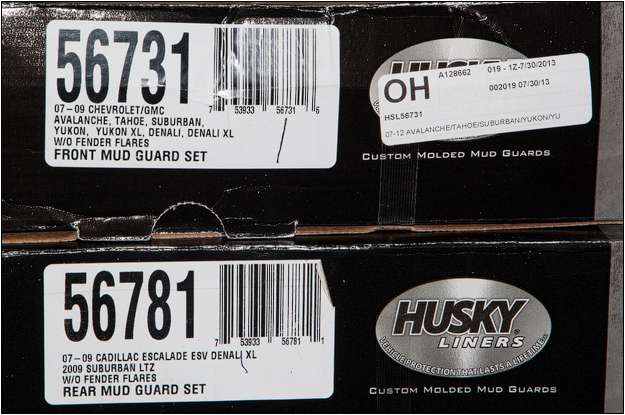 56731
7 53933 56731 6
07-09 CHEVROLET/GMC
AVALANCHE, TAHOE, SUBURBAN,
YUKON, YUKON XL, DENALI, DENALI XL
W/O FENDER FLARES
FRONT MUD GUARD SET
HUSKY
OH
A128662 019 - 1Z-7/30/2013
002019 07/30/13
HSL56731
07-12 AVALANCHE/TAHOE/SUBURBAN/YUKON/YU
CUSTOM MOLDED MUD GUARDS
56781
7 53933 56781 1
07-09 CADILLAC ESCALADE ESV DENALI XL
2009 SUBURBAN LTZ
W/O FENDER FLARES
REAR MUD GUARD SET
HUSKY®
LINERS
VEHICLE PROTECTION THAT LASTS A LIFETIME
CUSTOM MOLDED MUD GUARDS